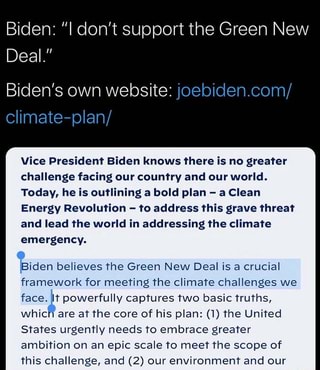 Biden: “I don’t support the Green New
Deal.”
Biden’s own website: joebiden.com/
climate-plan/
Vice President Biden knows there is no greater
challenge facing our country and our world.
Today, he is outlining a bold plan – a Clean
Energy Revolution – to address this grave threat
and lead the world in addressing the climate
emergency.
Biden believes the Green New Deal is a crucial
framework for meeting the climate challenges we
face. It powerfully captures two basic truths,
which are at the core of his plan: (1) the United
States urgently needs to embrace greater
ambition on an epic scale to meet the scope of
this challenge, and (2) our environment and our